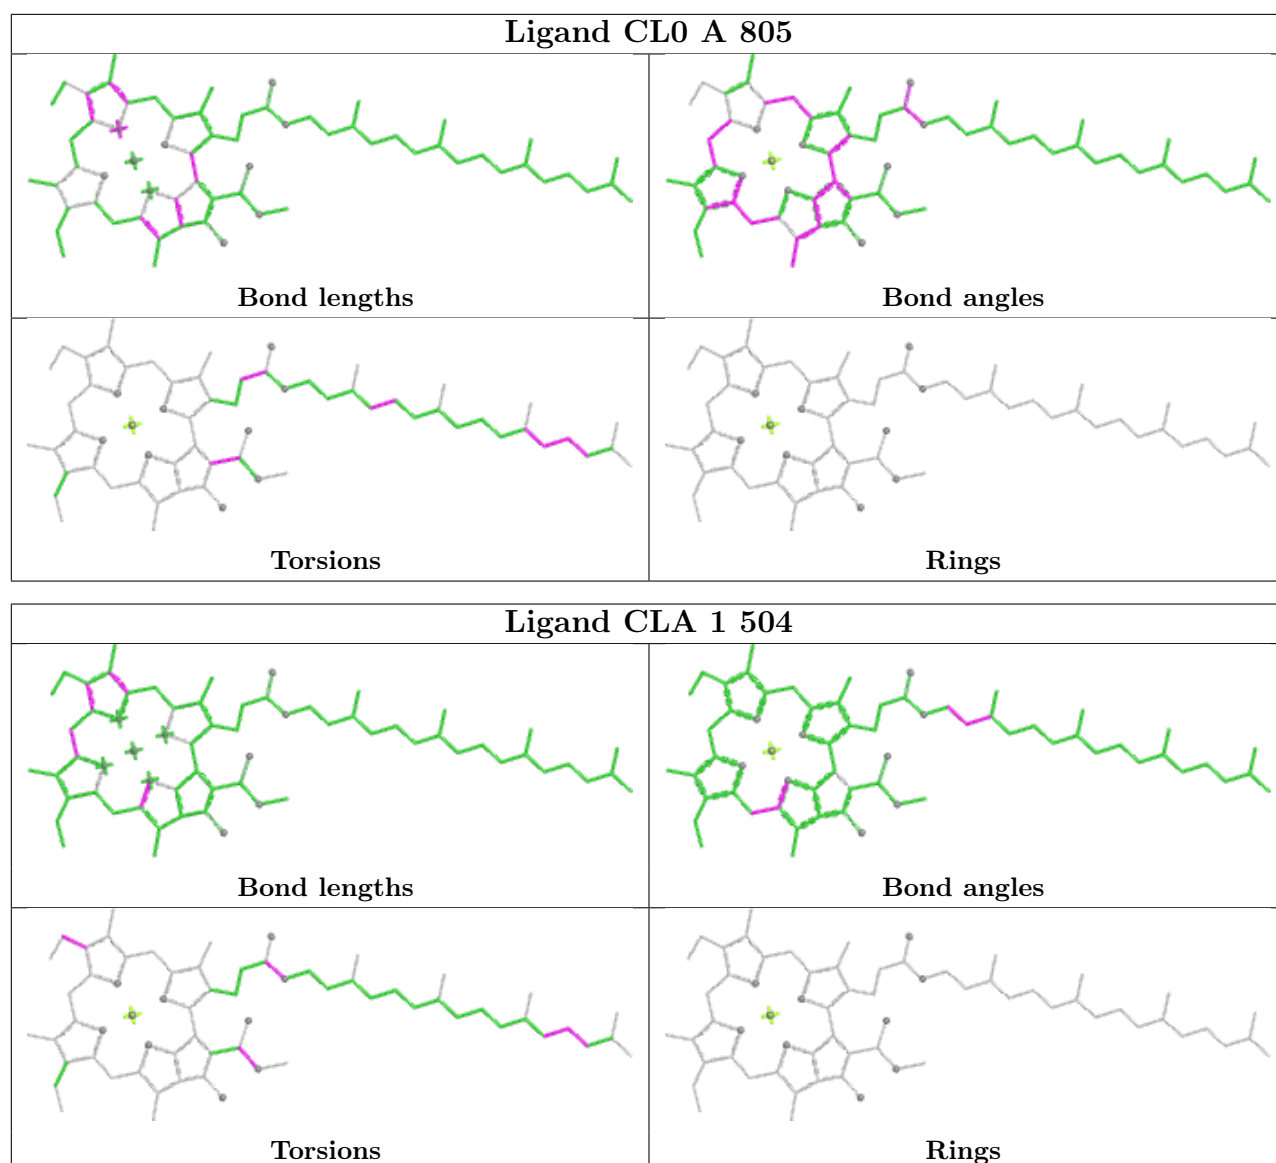 Ligand CL0 A 805
Bond lengths
Bond angles
Torsions
Rings
Ligand CLA 1 504
Bond lengths
Bond angles
Torsions
Rings